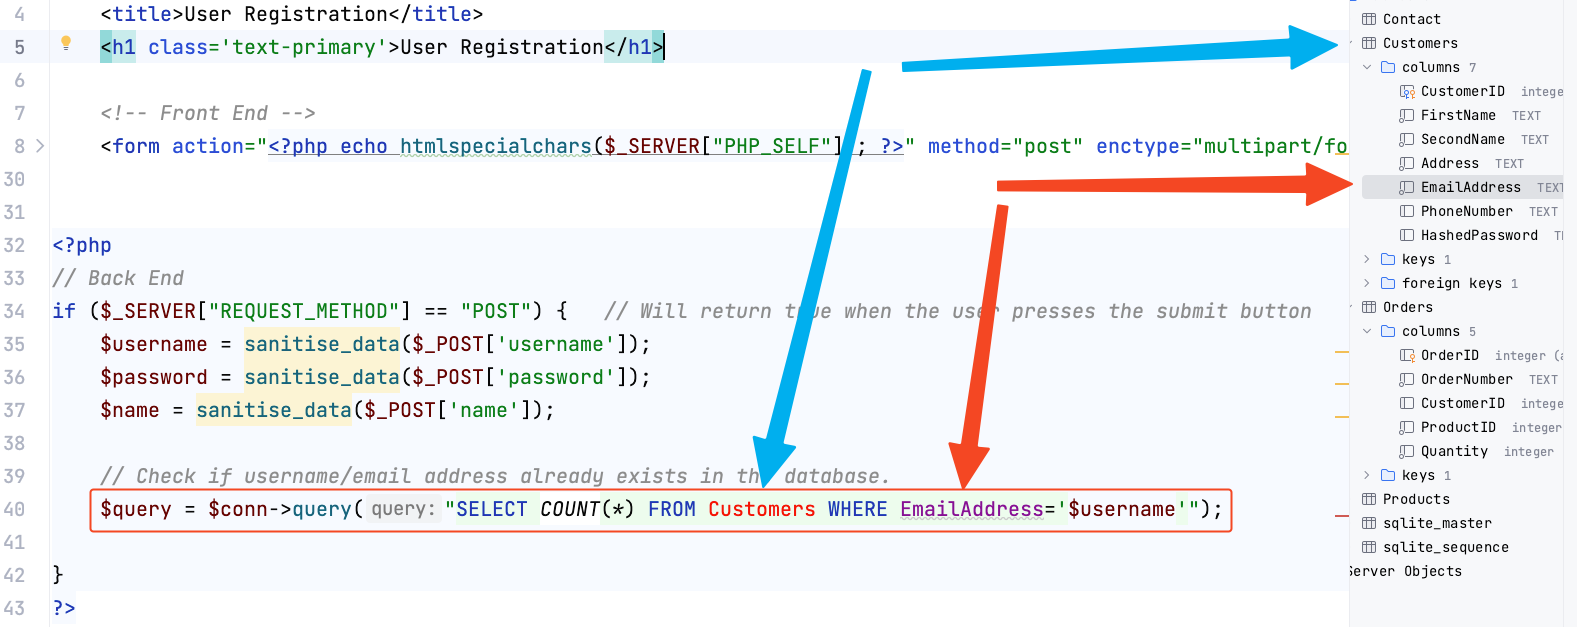 4 <title>User Registration</title>
5 <h1 class='text-primary'>User Registration</h1>
6
7 <!-- Front End -->
8 <form action="<?php echo htmlspecialchars($_SERVER["PHP_SELF"] ; ?>" method="post" enctype="multipart/fo
30
31
32 <?php
33 // Back End
34 if ($_SERVER["REQUEST_METHOD"] == "POST") { // Will return true when the user presses the submit button
35 $username = sanitise_data($_POST['username']);
36 $password = sanitise_data($_POST['password']);
37 $name = sanitise_data($_POST['name']);
38
39 // Check if username/email address already exists in the database.
40 $query = $conn->query( query: "SELECT COUNT(*) FROM Customers WHERE EmailAddress='$username'");
41
42 }
43 ?>
Contact
Customers
columns 7
CustomerID intege
FirstName TEXT
SecondName TEXT
Address TEXT
EmailAddress TEXT
PhoneNumber TEXT
HashedPassword
keys 1
foreign keys 1
Orders
columns 5
OrderID integer (a
OrderNumber TEXT
CustomerID intege
ProductID integer
Quantity integer
keys 1
Products
sqlite_master
sqlite_sequence
Server Objects